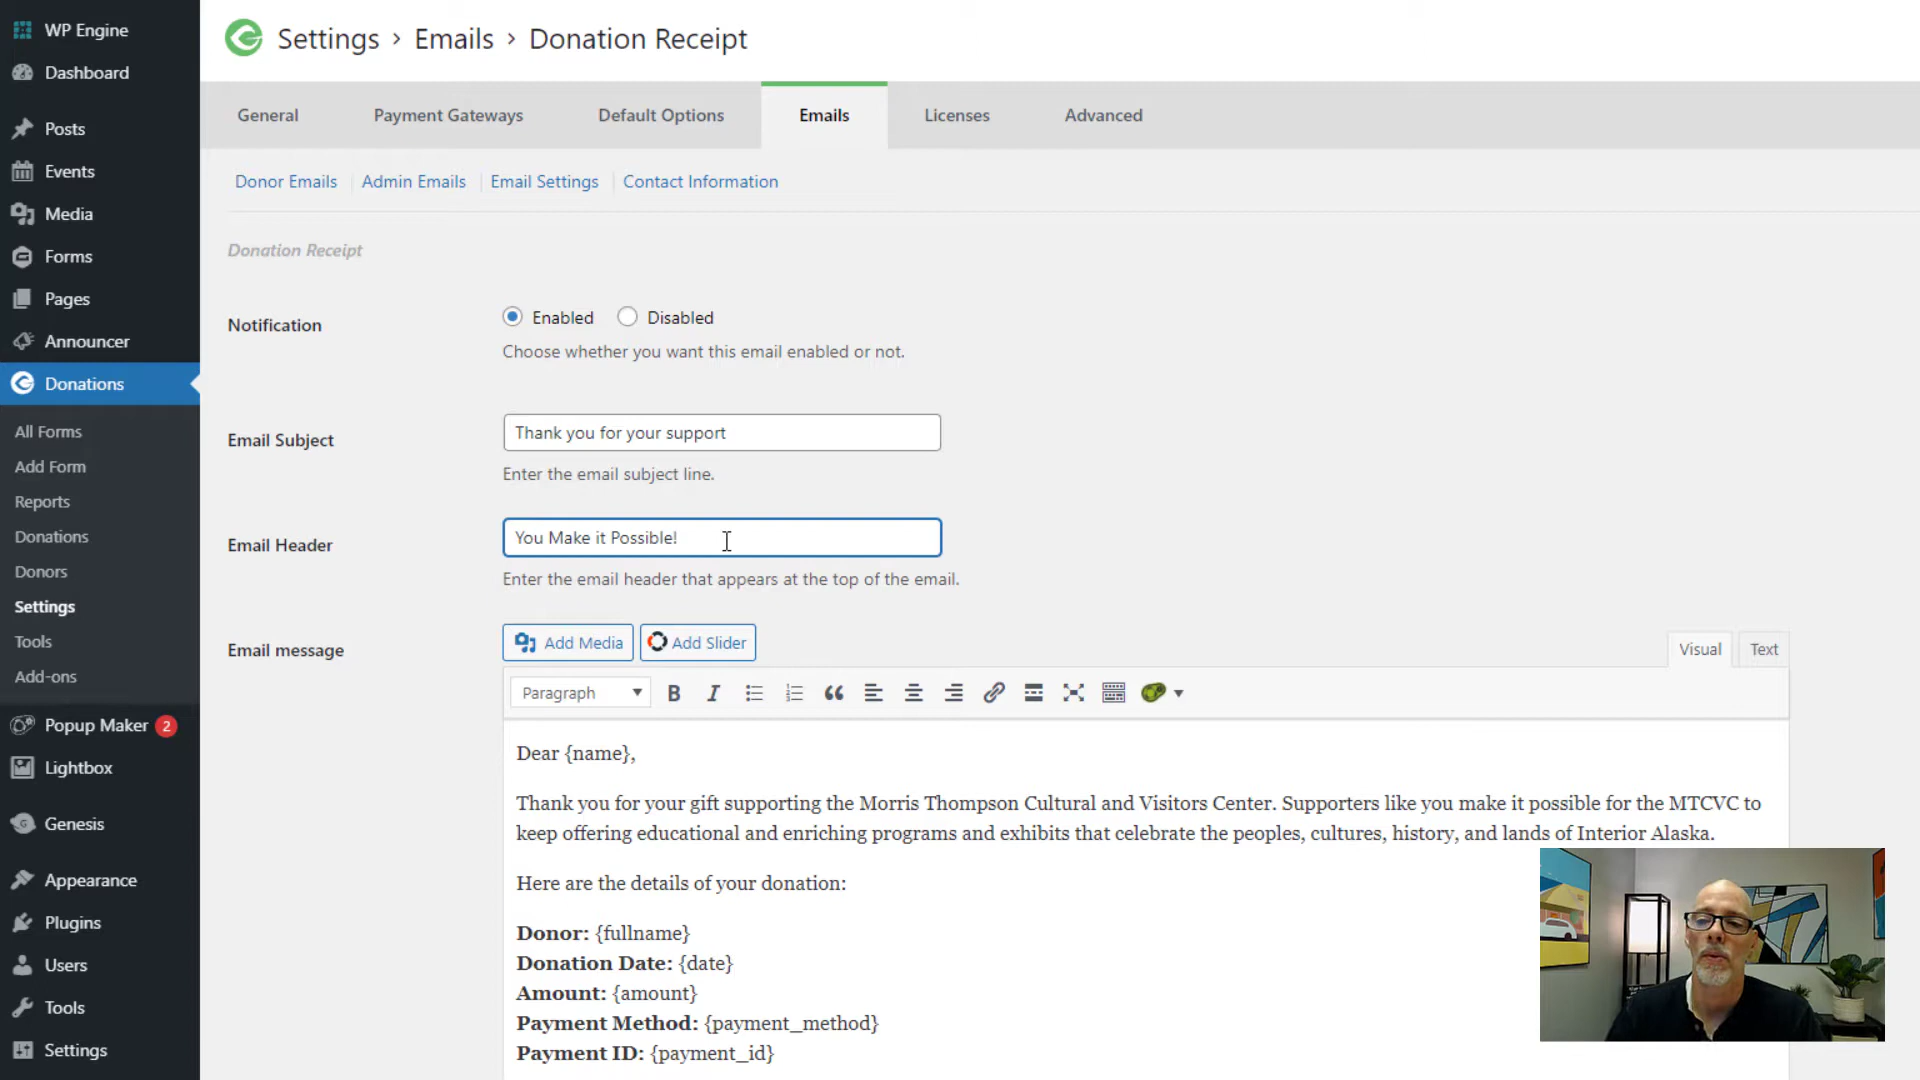 WP Engine
Dashboard
Posts
Events
Media
Forms
Pages
Announcer
Donations
All Forms
Add Form
Reports
Donations
Donors
Settings
Tools
Add-ons
Popup Maker 2
Lightbox
Genesis
Appearance
Plugins
Users
Tools
Settings
Settings › Emails › Donation Receipt
General Payment Gateways Default Options Emails Licenses Advanced
Donor Emails Admin Emails Email Settings Contact Information
Donation Receipt
Notification
Enabled Disabled
Choose whether you want this email enabled or not.
Email Subject
Thank you for your support
Enter the email subject line.
Email Header
You Make it Possible!
Enter the email header that appears at the top of the email.
Email message
Add Media Add Slider
Visual Text
Paragraph B I
Dear {name},
Thank you for your gift supporting the Morris Thompson Cultural and Visitors Center. Supporters like you make it possible for the MTCVC to
keep offering educational and enriching programs and exhibits that celebrate the peoples, cultures, history, and lands of Interior Alaska.
Here are the details of your donation:
Donor: {fullname}
Donation Date: {date}
Amount: {amount}
Payment Method: {payment_method}
Payment ID: {payment_id}